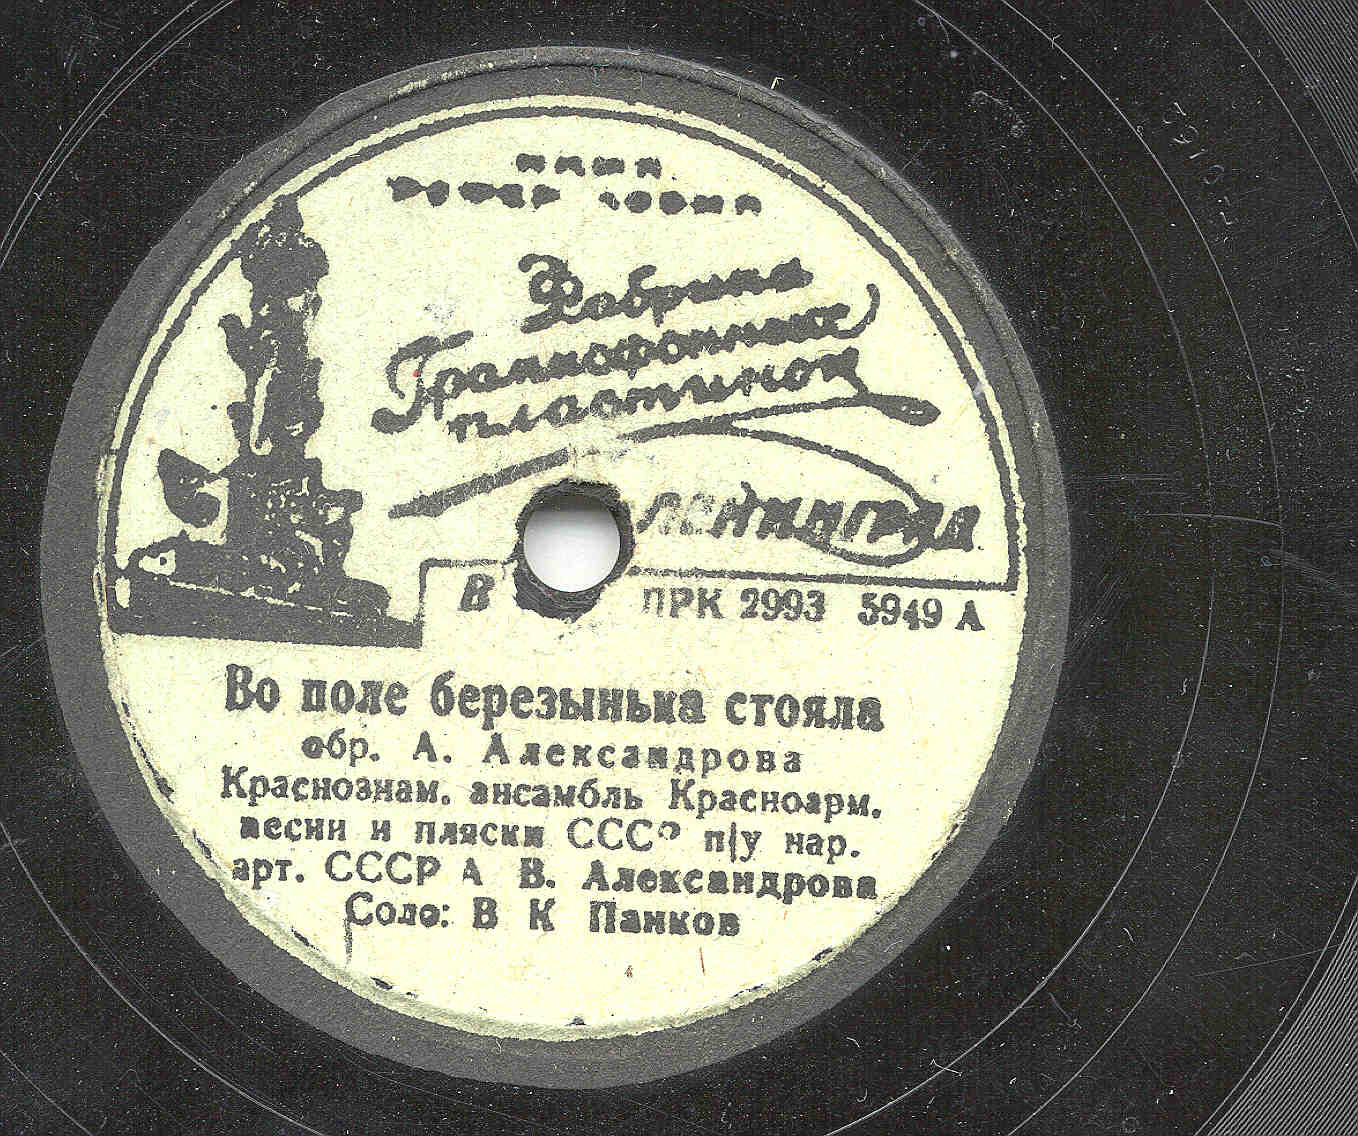 Фабрика
Граммофонных
пластинок
ЛЕНИНГРАД
В ПРК 2993 5949 А
Во поле березынька стояла
обр. А. Александрова
Краснознам. ансамбль Красноарм.
песни и пляски СССР п/у нар.
арт. СССР А В. Александрова
Соло: В К Панков